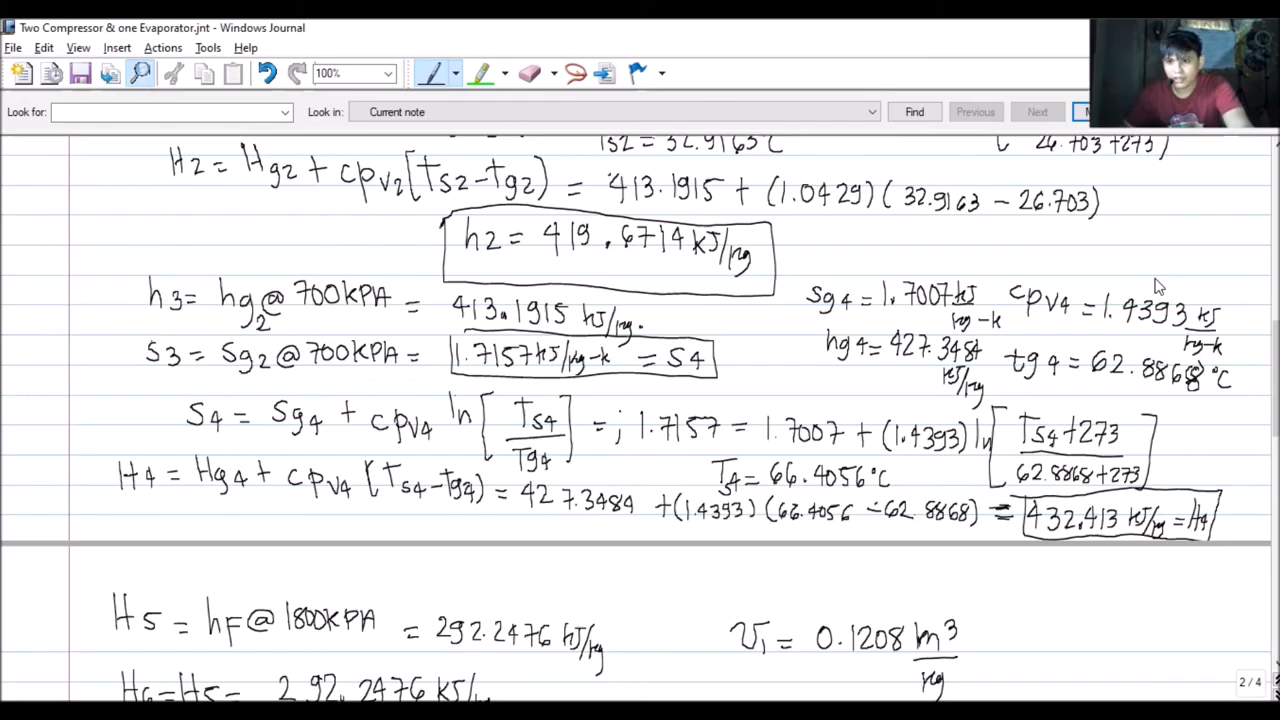 Two Compressor & one Evaporator.jnt - Windows Journal
File Edit View Insert Actions Tools Help
100%
Look for: Look in: Current note Find Previous Next
Ts2 = 32.9163°C 26.703+273)
H2 = Hg2 + cpv2[Ts2-Tg2) = 413.1915 + (1.0429)(32.9163 - 26.703)
h2 = 419.6714 kJ/kg
h3 = hg2@ 700KPA = 413.1915 kJ/kg.
sg4 = 1.7007 kJ/kg-k cpv4 = 1.4393 kJ/kg-k
S3 = Sg2@700KPA = 1.7157 kJ/kg-k = S4
hg4 = 427.3484 kJ/kg tg4 = 62.8868°C
S4 = Sg4 + cpv4 ln[Ts4/Tg4] = ; 1.7157 = 1.7007 + (1.4393)ln[Ts4+273/62.8868+273]
Ts4 = 66.4056°C
H4 = Hg4 + cpv4 (Ts4-tg4) = 427.3484 + (1.4393)(66.4056 - 62.8868) = 432.413 kJ/kg = H4
H5 = hF@ 1800KPA = 292.2476 kJ/kg
V1 = 0.1208 m3/kg
H6 = H5 = 292.2476 KJ/
2/4